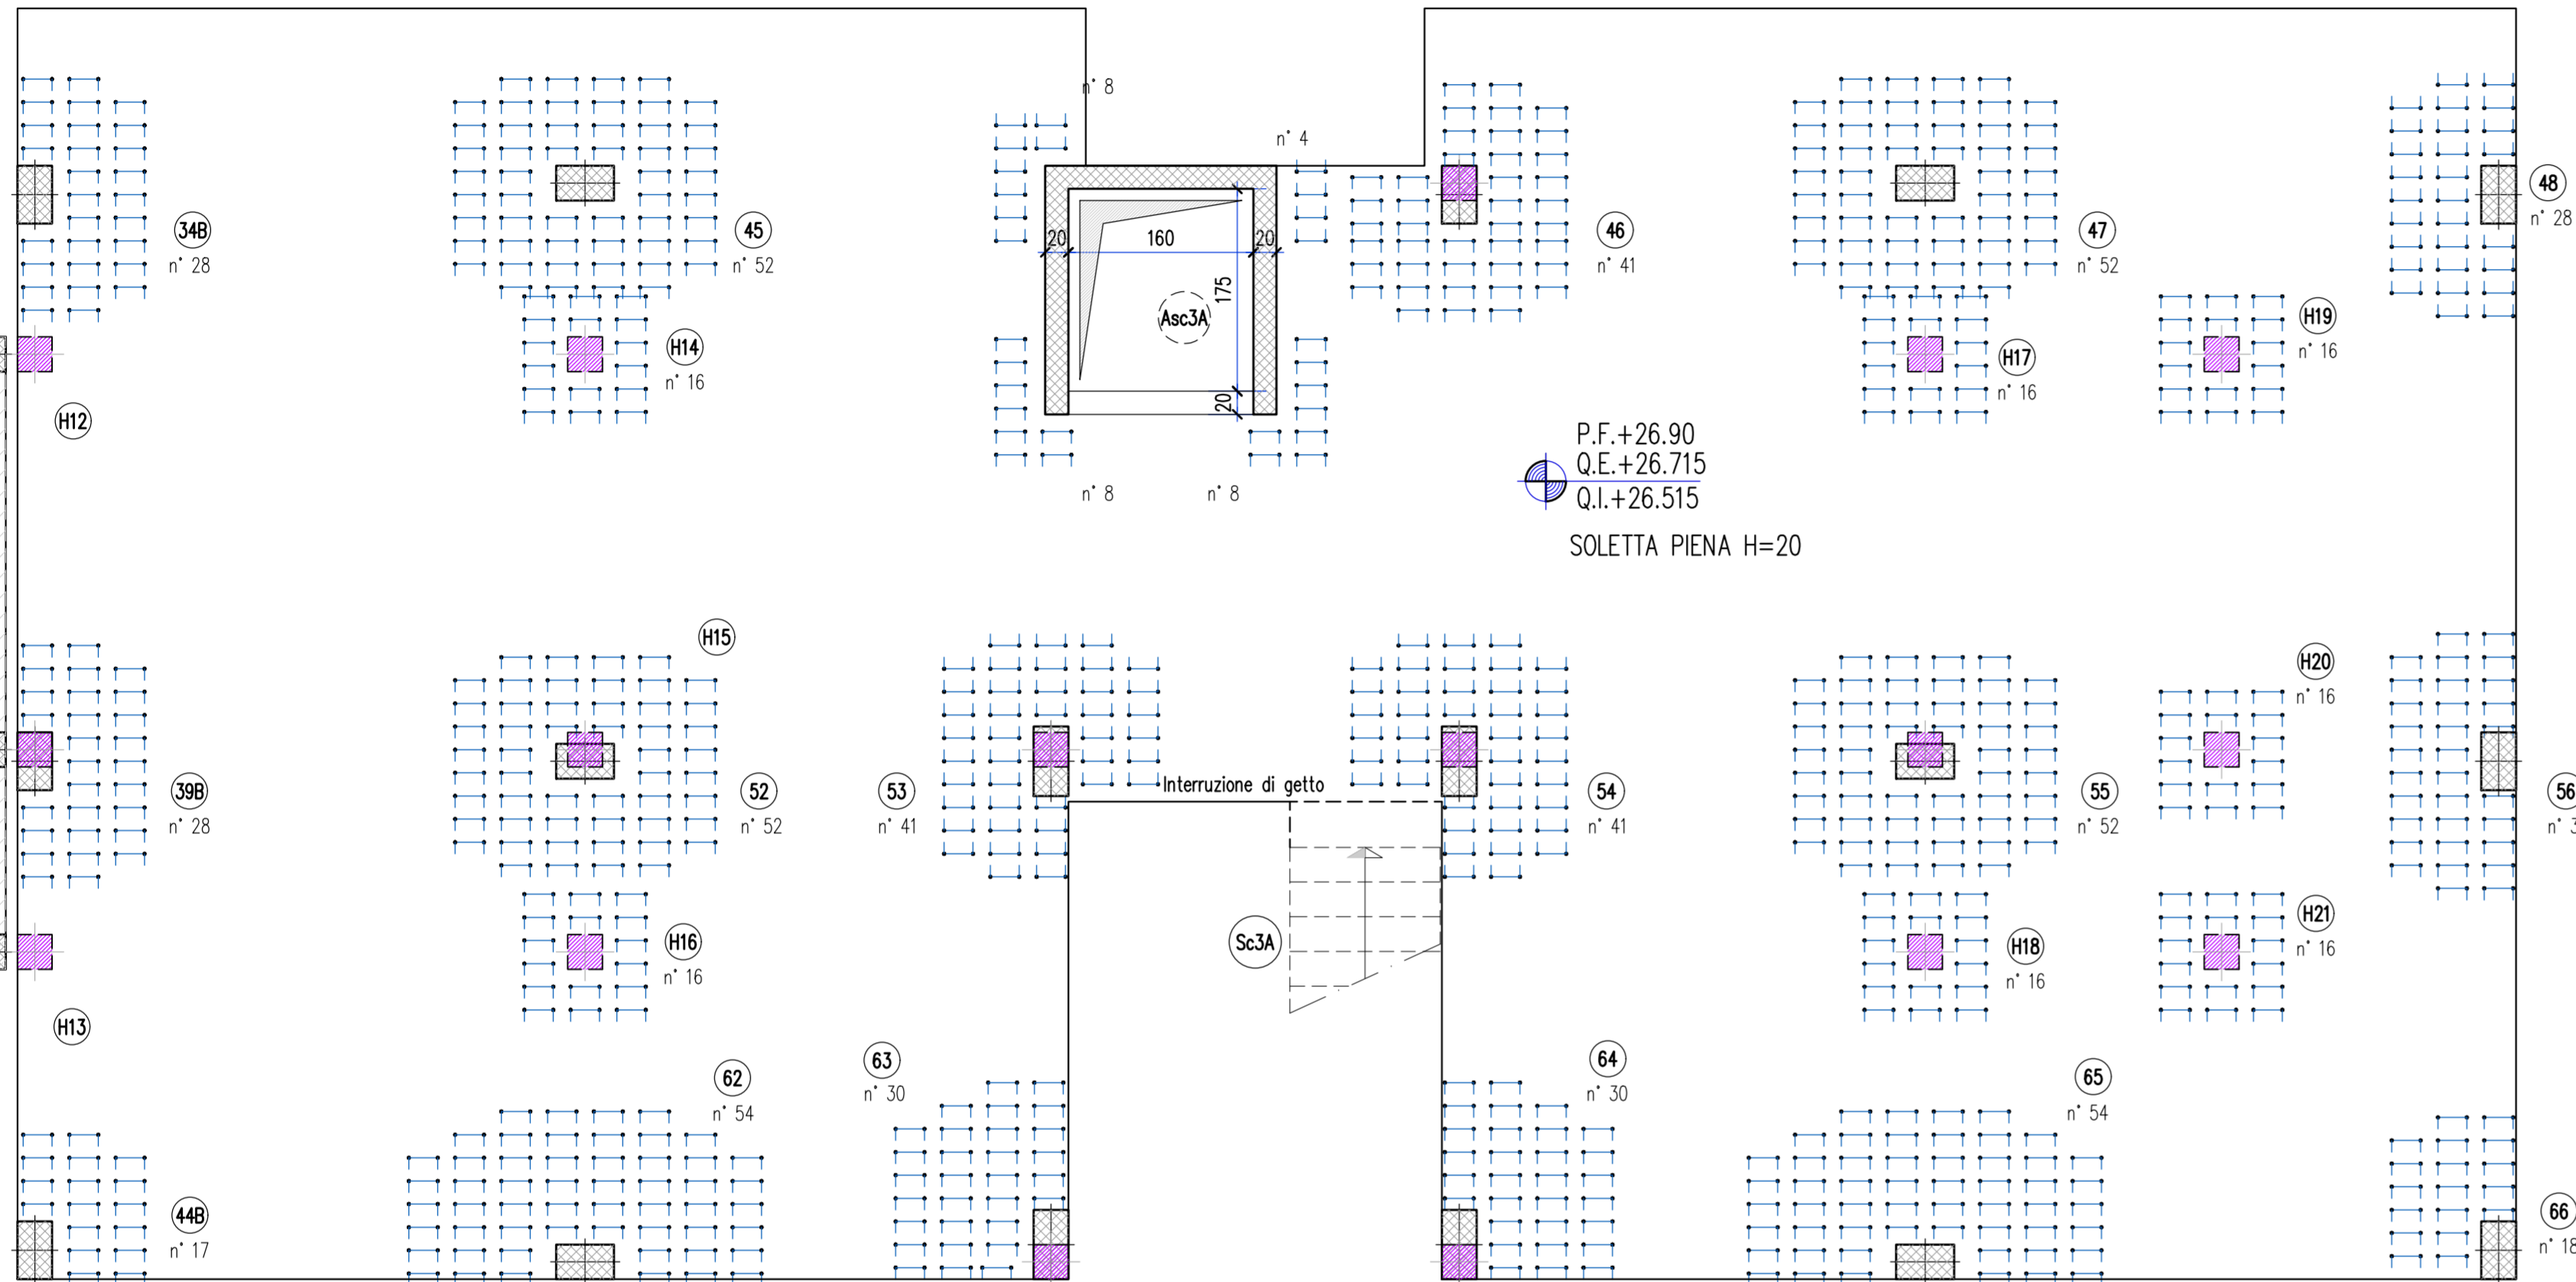 n° 8
n° 4
34B
n° 28
45
n° 52
46
n° 41
47
n° 52
48
n° 28
20
160
20
175
20
Asc3A
H12
H14
n° 16
H17
n° 16
H19
n° 16
n° 8
n° 8
P.F.+26.90
Q.E.+26.715
Q.I.+26.515
SOLETTA PIENA H=20
H15
H20
n° 16
39B
n° 28
52
n° 52
53
n° 41
Interruzione di getto
54
n° 41
55
n° 52
56
H16
n° 16
Sc3A
H18
n° 16
H21
n° 16
H13
62
n° 54
63
n° 30
64
n° 30
65
n° 54
44B
n° 17
66
n° 18